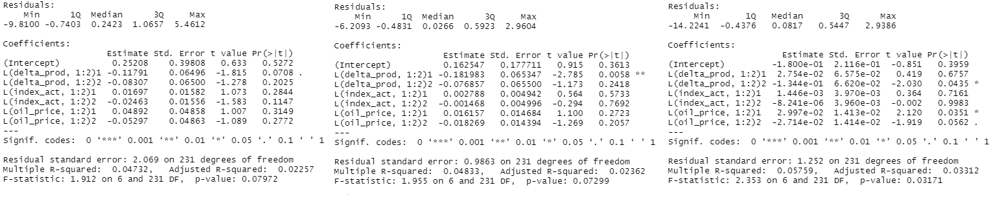 Residuals:
    Min      1Q  Median      3Q     Max
-9.8100 -0.7403  0.2423  1.0657  5.4612

Coefficients:
                     Estimate Std. Error t value Pr(>|t|)
(Intercept)           0.25208    0.39808   0.633   0.5272
L(delta_prod, 1:2)1  -0.11791    0.06496  -1.815   0.0708 .
L(delta_prod, 1:2)2  -0.08307    0.06500  -1.278   0.2025
L(index_act, 1:2)1    0.01697    0.01582   1.073   0.2844
L(index_act, 1:2)2   -0.02463    0.01556  -1.583   0.1147
L(oil_price, 1:2)1    0.04892    0.04858   1.007   0.3149
L(oil_price, 1:2)2   -0.05297    0.04863  -1.089   0.2772
---
Signif. codes:  0 ‘***’ 0.001 ‘**’ 0.01 ‘*’ 0.05 ‘.’ 0.1 ‘ ’ 1

Residual standard error: 2.069 on 231 degrees of freedom
Multiple R-squared:  0.04732,   Adjusted R-squared:  0.02257
F-statistic: 1.912 on 6 and 231 DF,  p-value: 0.07972

Residuals:
    Min      1Q  Median      3Q     Max
-6.2093 -0.4831  0.0266  0.5923  2.9604

Coefficients:
                     Estimate Std. Error t value Pr(>|t|)
(Intercept)          0.162547   0.177711   0.915   0.3613
L(delta_prod, 1:2)1 -0.181983   0.065347  -2.785   0.0058 **
L(delta_prod, 1:2)2 -0.076857   0.065500  -1.173   0.2418
L(index_act, 1:2)1   0.002788   0.004942   0.564   0.5733
L(index_act, 1:2)2  -0.001468   0.004996  -0.294   0.7692
L(oil_price, 1:2)1   0.016157   0.014684   1.100   0.2723
L(oil_price, 1:2)2  -0.018269   0.014394  -1.269   0.2057
---
Signif. codes:  0 ‘***’ 0.001 ‘**’ 0.01 ‘*’ 0.05 ‘.’ 0.1 ‘ ’ 1

Residual standard error: 0.9863 on 231 degrees of freedom
Multiple R-squared:  0.04833,   Adjusted R-squared:  0.02362
F-statistic: 1.955 on 6 and 231 DF,  p-value: 0.07299

Residuals:
     Min       1Q   Median       3Q      Max
-14.2241  -0.4376   0.0817   0.5447   2.9386

Coefficients:
                      Estimate Std. Error t value Pr(>|t|)
(Intercept)         -1.800e-01  2.116e-01  -0.851   0.3959
L(delta_prod, 1:2)1  2.754e-02  6.575e-02   0.419   0.6757
L(delta_prod, 1:2)2 -1.344e-01  6.620e-02  -2.030   0.0435 *
L(index_act, 1:2)1   1.446e-03  3.970e-03   0.364   0.7161
L(index_act, 1:2)2  -8.241e-06  3.960e-03  -0.002   0.9983
L(oil_price, 1:2)1   2.997e-02  1.413e-02   2.120   0.0351 *
L(oil_price, 1:2)2  -2.714e-02  1.414e-02  -1.919   0.0562 .
---
Signif. codes:  0 ‘***’ 0.001 ‘**’ 0.01 ‘*’ 0.05 ‘.’ 0.1 ‘ ’ 1

Residual standard error: 1.252 on 231 degrees of freedom
Multiple R-squared:  0.05759,   Adjusted R-squared:  0.03312
F-statistic: 2.353 on 6 and 231 DF,  p-value: 0.03171